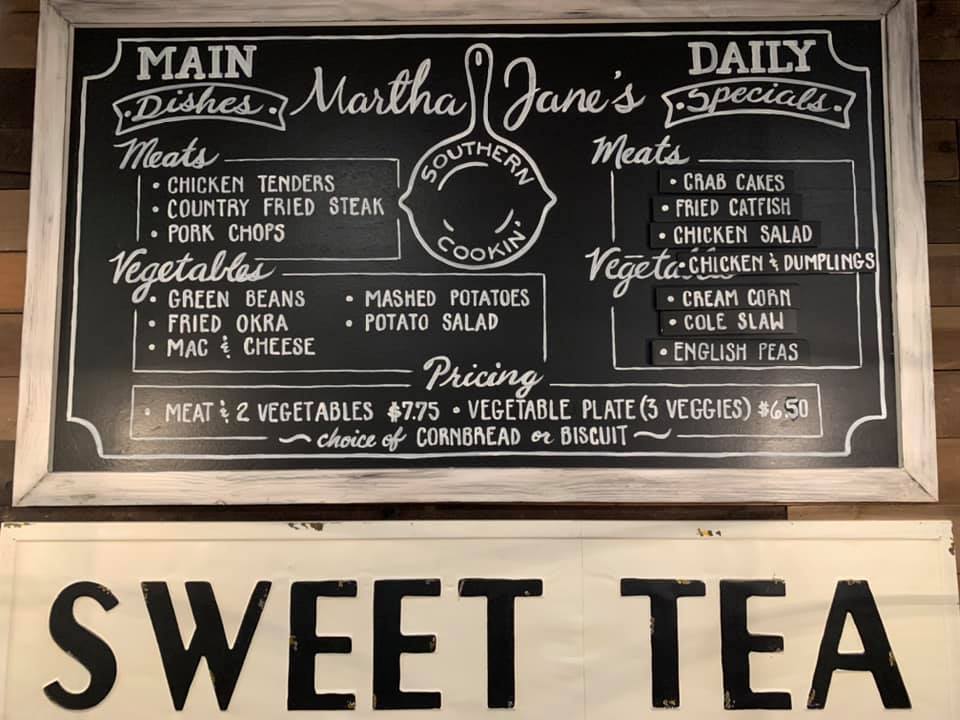 MAIN
Dishes
Martha Jane's
SOUTHERN
COOKIN'
DAILY
Specials
Meats
• CHICKEN TENDERS
• COUNTRY FRIED STEAK
• PORK CHOPS
Vegetables
• GREEN BEANS
• FRIED OKRA
• MAC & CHEESE
• MASHED POTATOES
• POTATO SALAD
Meats
• CRAB CAKES
• FRIED CATFISH
• CHICKEN SALAD
• CHICKEN & DUMPLINGS
Vegeta
• CREAM CORN
• COLE SLAW
• ENGLISH PEAS
Pricing
• MEAT & 2 VEGETABLES $7.75 • VEGETABLE PLATE (3 VEGGIES) $6.50
~ choice of CORNBREAD or BISCUIT ~
SWEET TEA